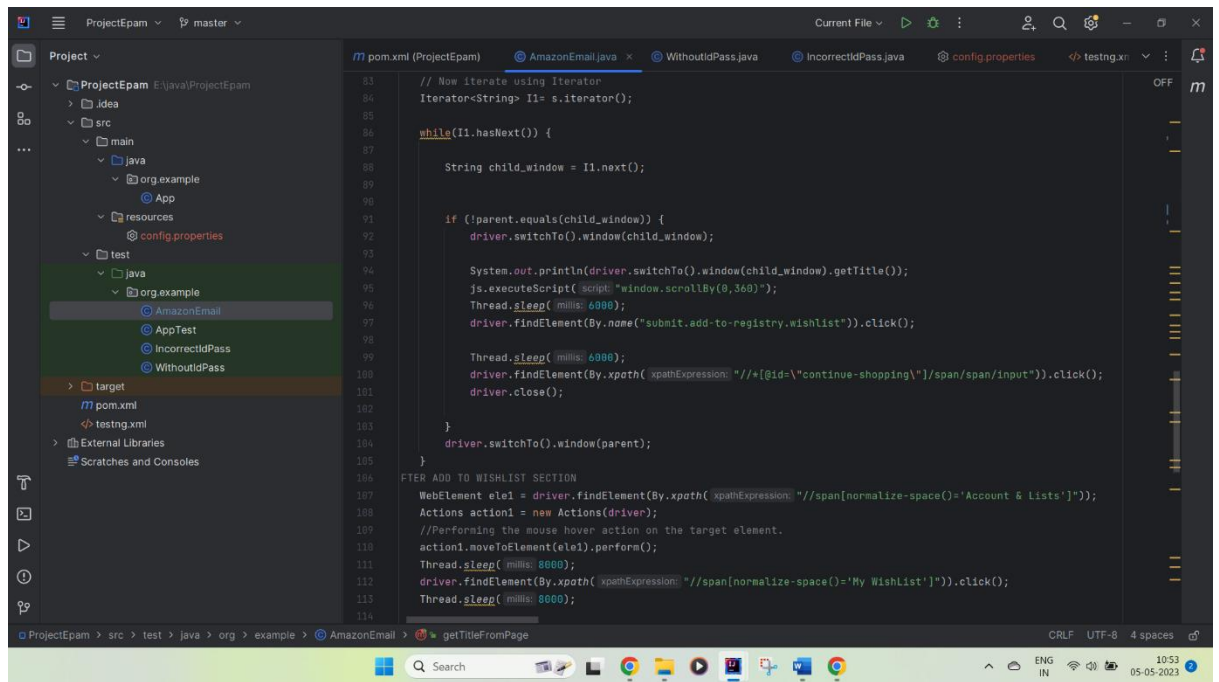 ProjectEpam master Current File
Project
pom.xml (ProjectEpam) AmazonEmail.java WithoutIdPass.java IncorrectIdPass.java config.properties testng.xn
ProjectEpam E:\java\ProjectEpam
.idea
src
main
java
org.example
App
resources
config.properties
test
java
org.example
AmazonEmail
AppTest
IncorrectIdPass
WithoutIdPass
target
pom.xml
testng.xml
External Libraries
Scratches and Consoles
OFF
83 // Now iterate using Iterator
84 Iterator<String> I1= s.iterator();
85
86 while(I1.hasNext()) {
87
88 String child_window = I1.next();
89
90
91 if (!parent.equals(child_window)) {
92 driver.switchTo().window(child_window);
93
94 System.out.println(driver.switchTo().window(child_window).getTitle());
95 js.executeScript( script: "window.scrollBy(0,360)");
96 Thread.sleep( millis: 6000);
97 driver.findElement(By.name("submit.add-to-registry.wishlist")).click();
98
99 Thread.sleep( millis: 6000);
100 driver.findElement(By.xpath( xpathExpression: "//*[@id=\"continue-shopping\"]/span/span/input")).click();
101 driver.close();
102
103 }
104 driver.switchTo().window(parent);
105 }
106 FTER ADD TO WISHLIST SECTION
107 WebElement ele1 = driver.findElement(By.xpath( xpathExpression: "//span[normalize-space()='Account & Lists']"));
108 Actions action1 = new Actions(driver);
109 //Performing the mouse hover action on the target element.
110 action1.moveToElement(ele1).perform();
111 Thread.sleep( millis: 8000);
112 driver.findElement(By.xpath( xpathExpression: "//span[normalize-space()='My WishList']")).click();
113 Thread.sleep( millis: 8000);
114
ProjectEpam > src > test > java > org > example > AmazonEmail > getTitleFromPage CRLF UTF-8 4 spaces
Search
ENG
IN
10:53
05-05-2023
2